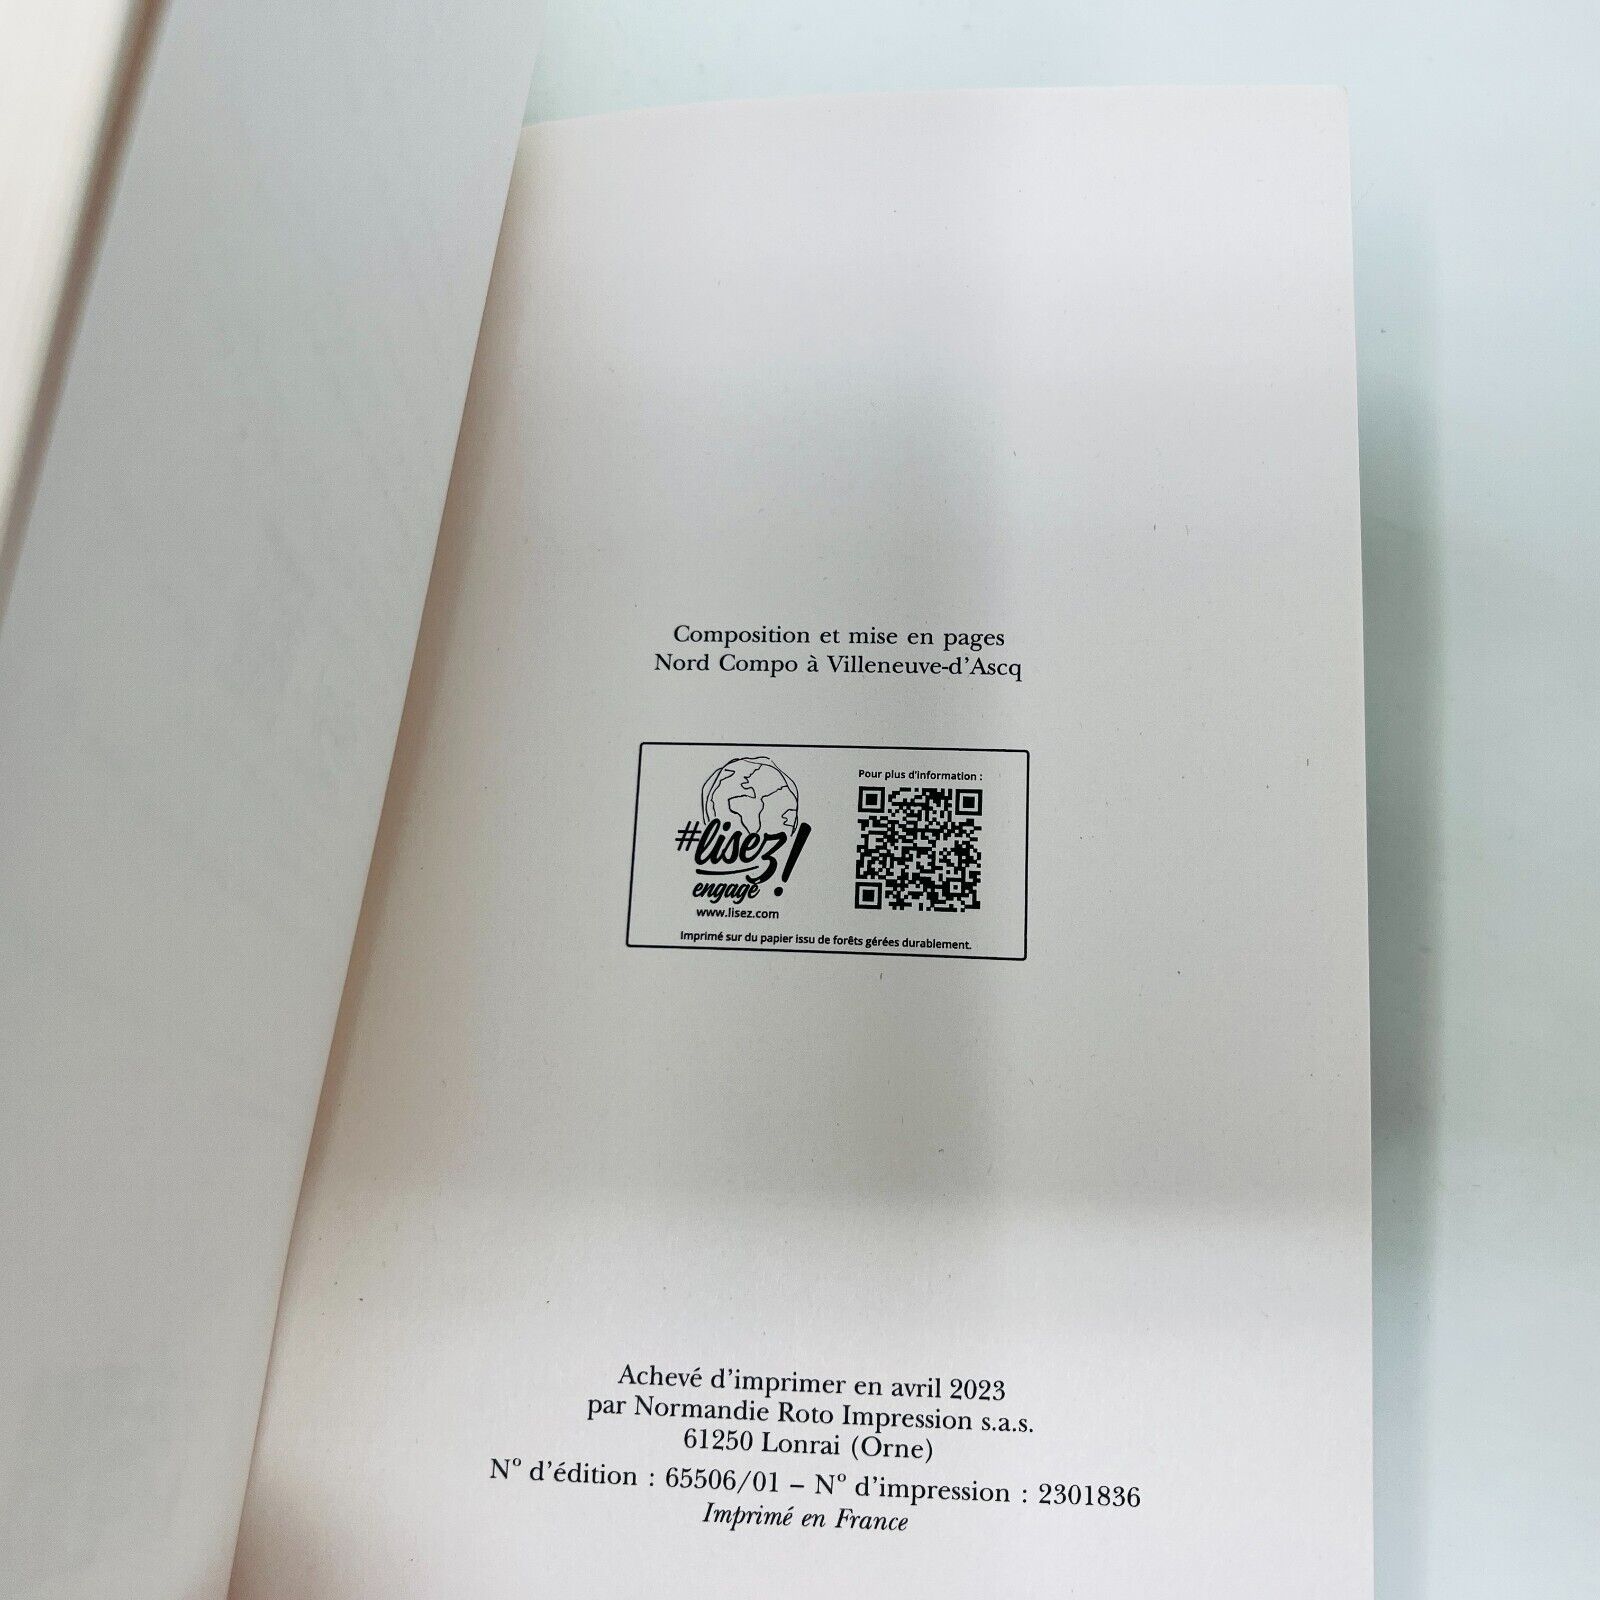 Composition et mise en pages
Nord Compo à Villeneuve-d'Ascq
Pour plus d'information :
#lisez!
engagé
www.lisez.com
Imprimé sur du papier issu de forêts gérées durablement.
Achevé d'imprimer en avril 2023
par Normandie Roto Impression s.a.s.
61250 Lonrai (Orne)
N° d'édition : 65506/01 – N° d'impression : 2301836
Imprimé en France